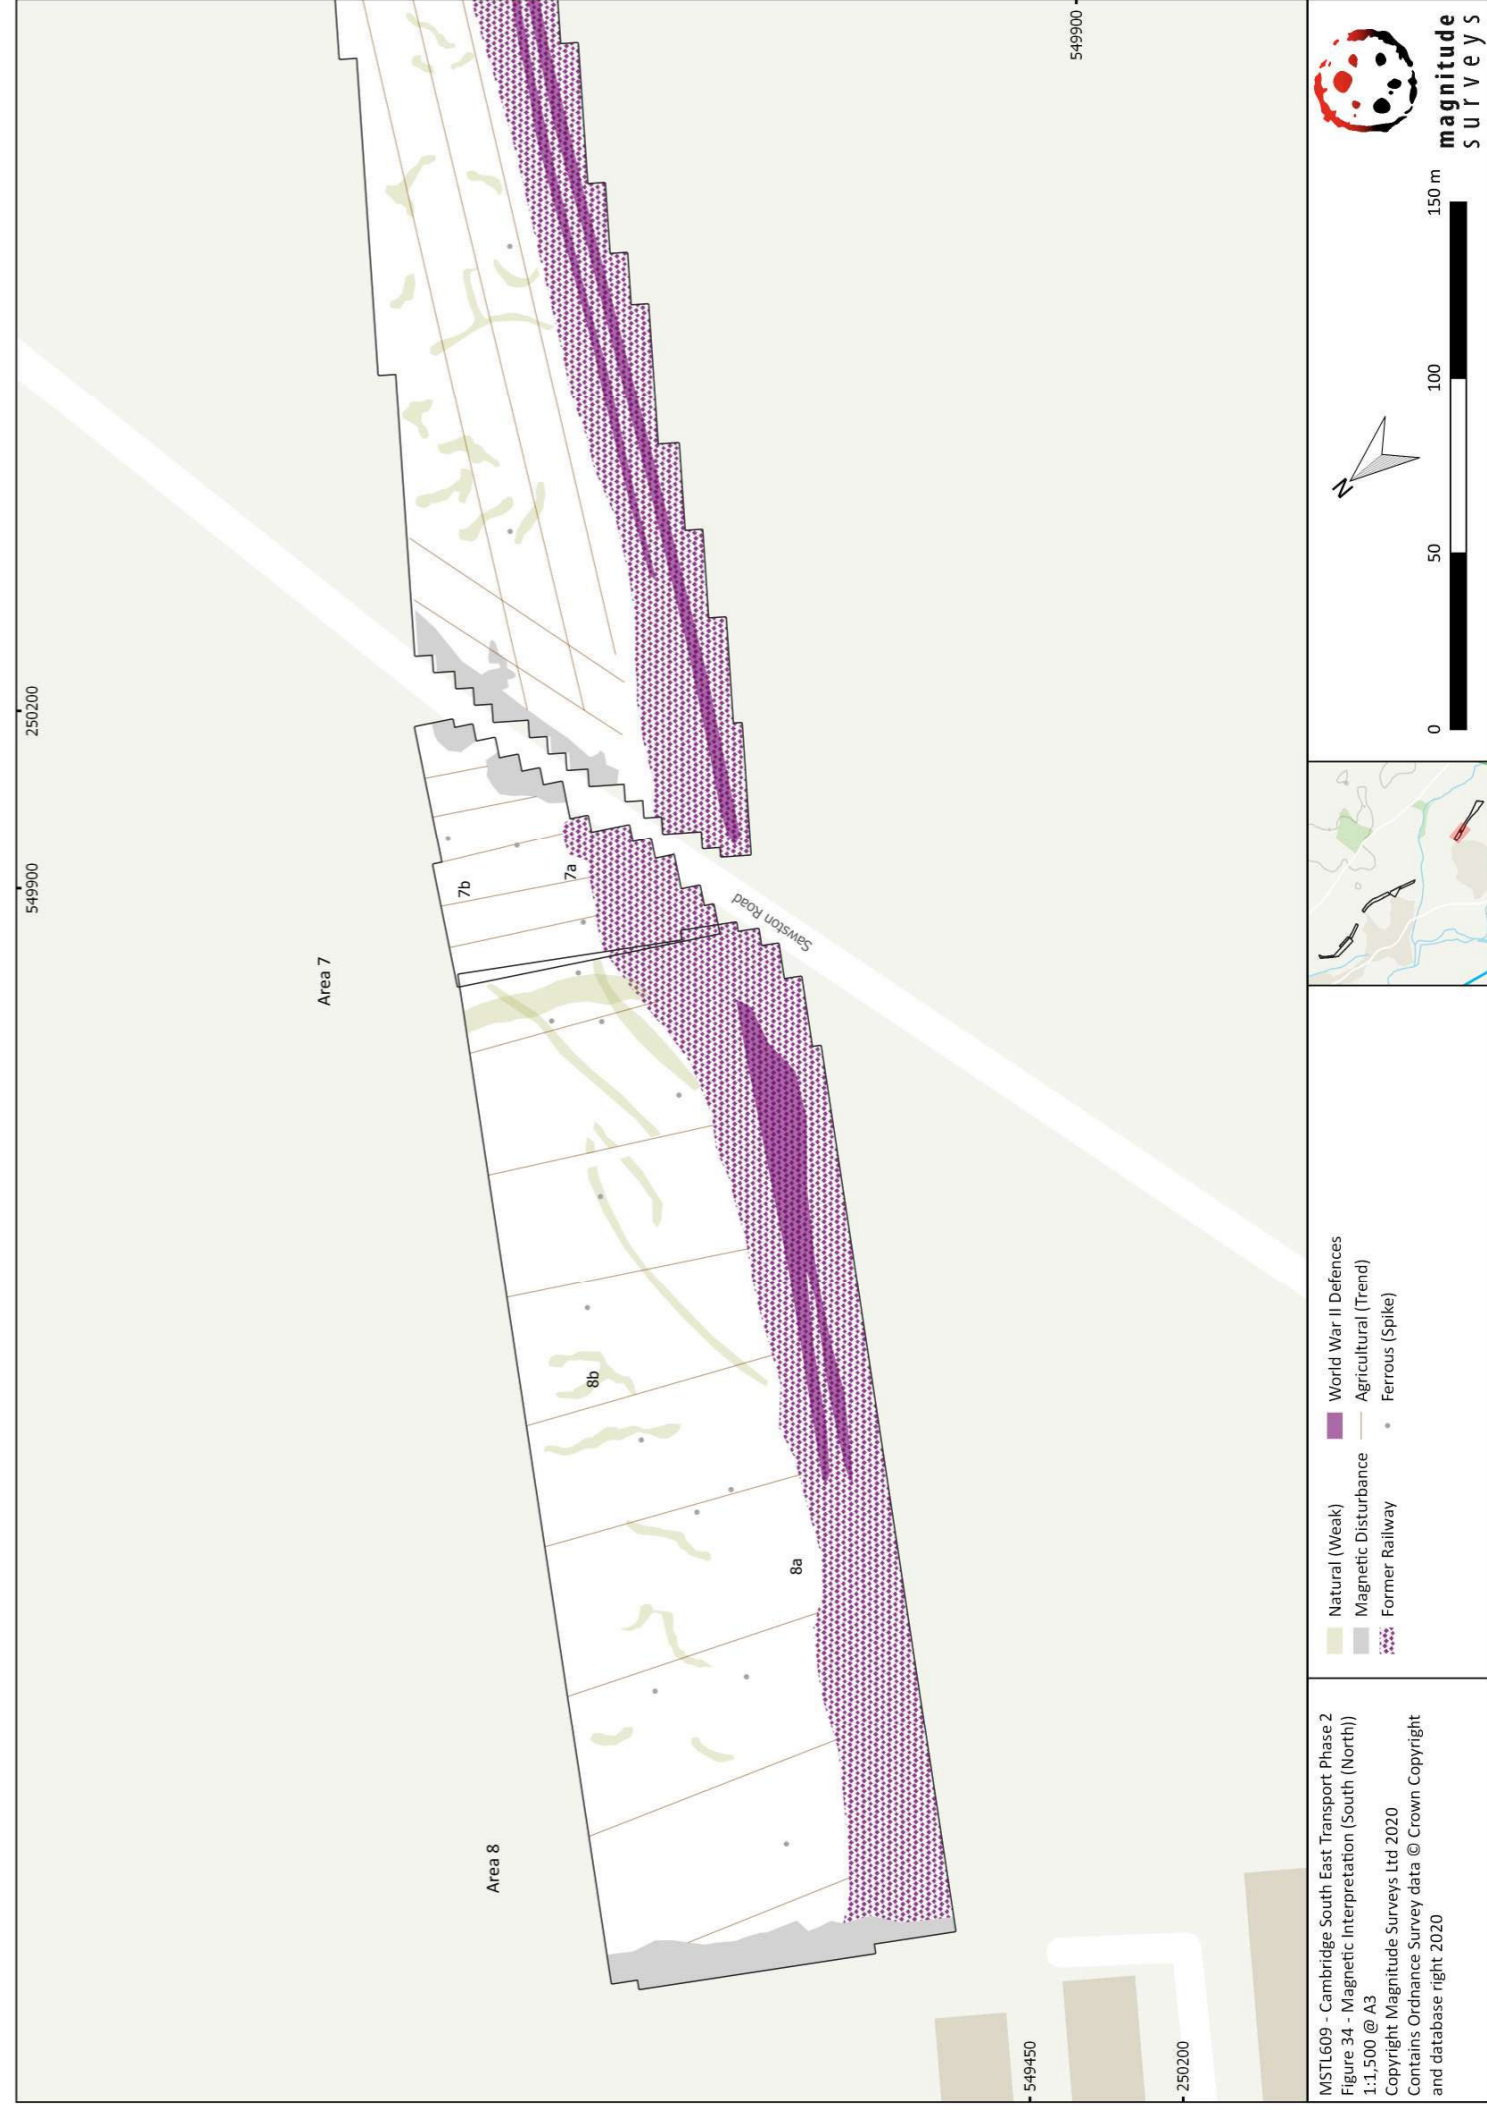 250200
549900
549900
Area 7
7b
7a
Sawston Road
8b
8a
Area 8
549450
250200
MSTL609 - Cambridge South East Transport Phase 2
Figure 34 - Magnetic Interpretation (South (North))
1:1,500 @ A3
Copyright Magnitude Surveys Ltd 2020
Contains Ordnance Survey data © Crown Copyright
and database right 2020
Natural (Weak)
Magnetic Disturbance
Former Railway
World War II Defences
Agricultural (Trend)
Ferrous (Spike)
N
0 50 100 150 m
magnitude
surveys